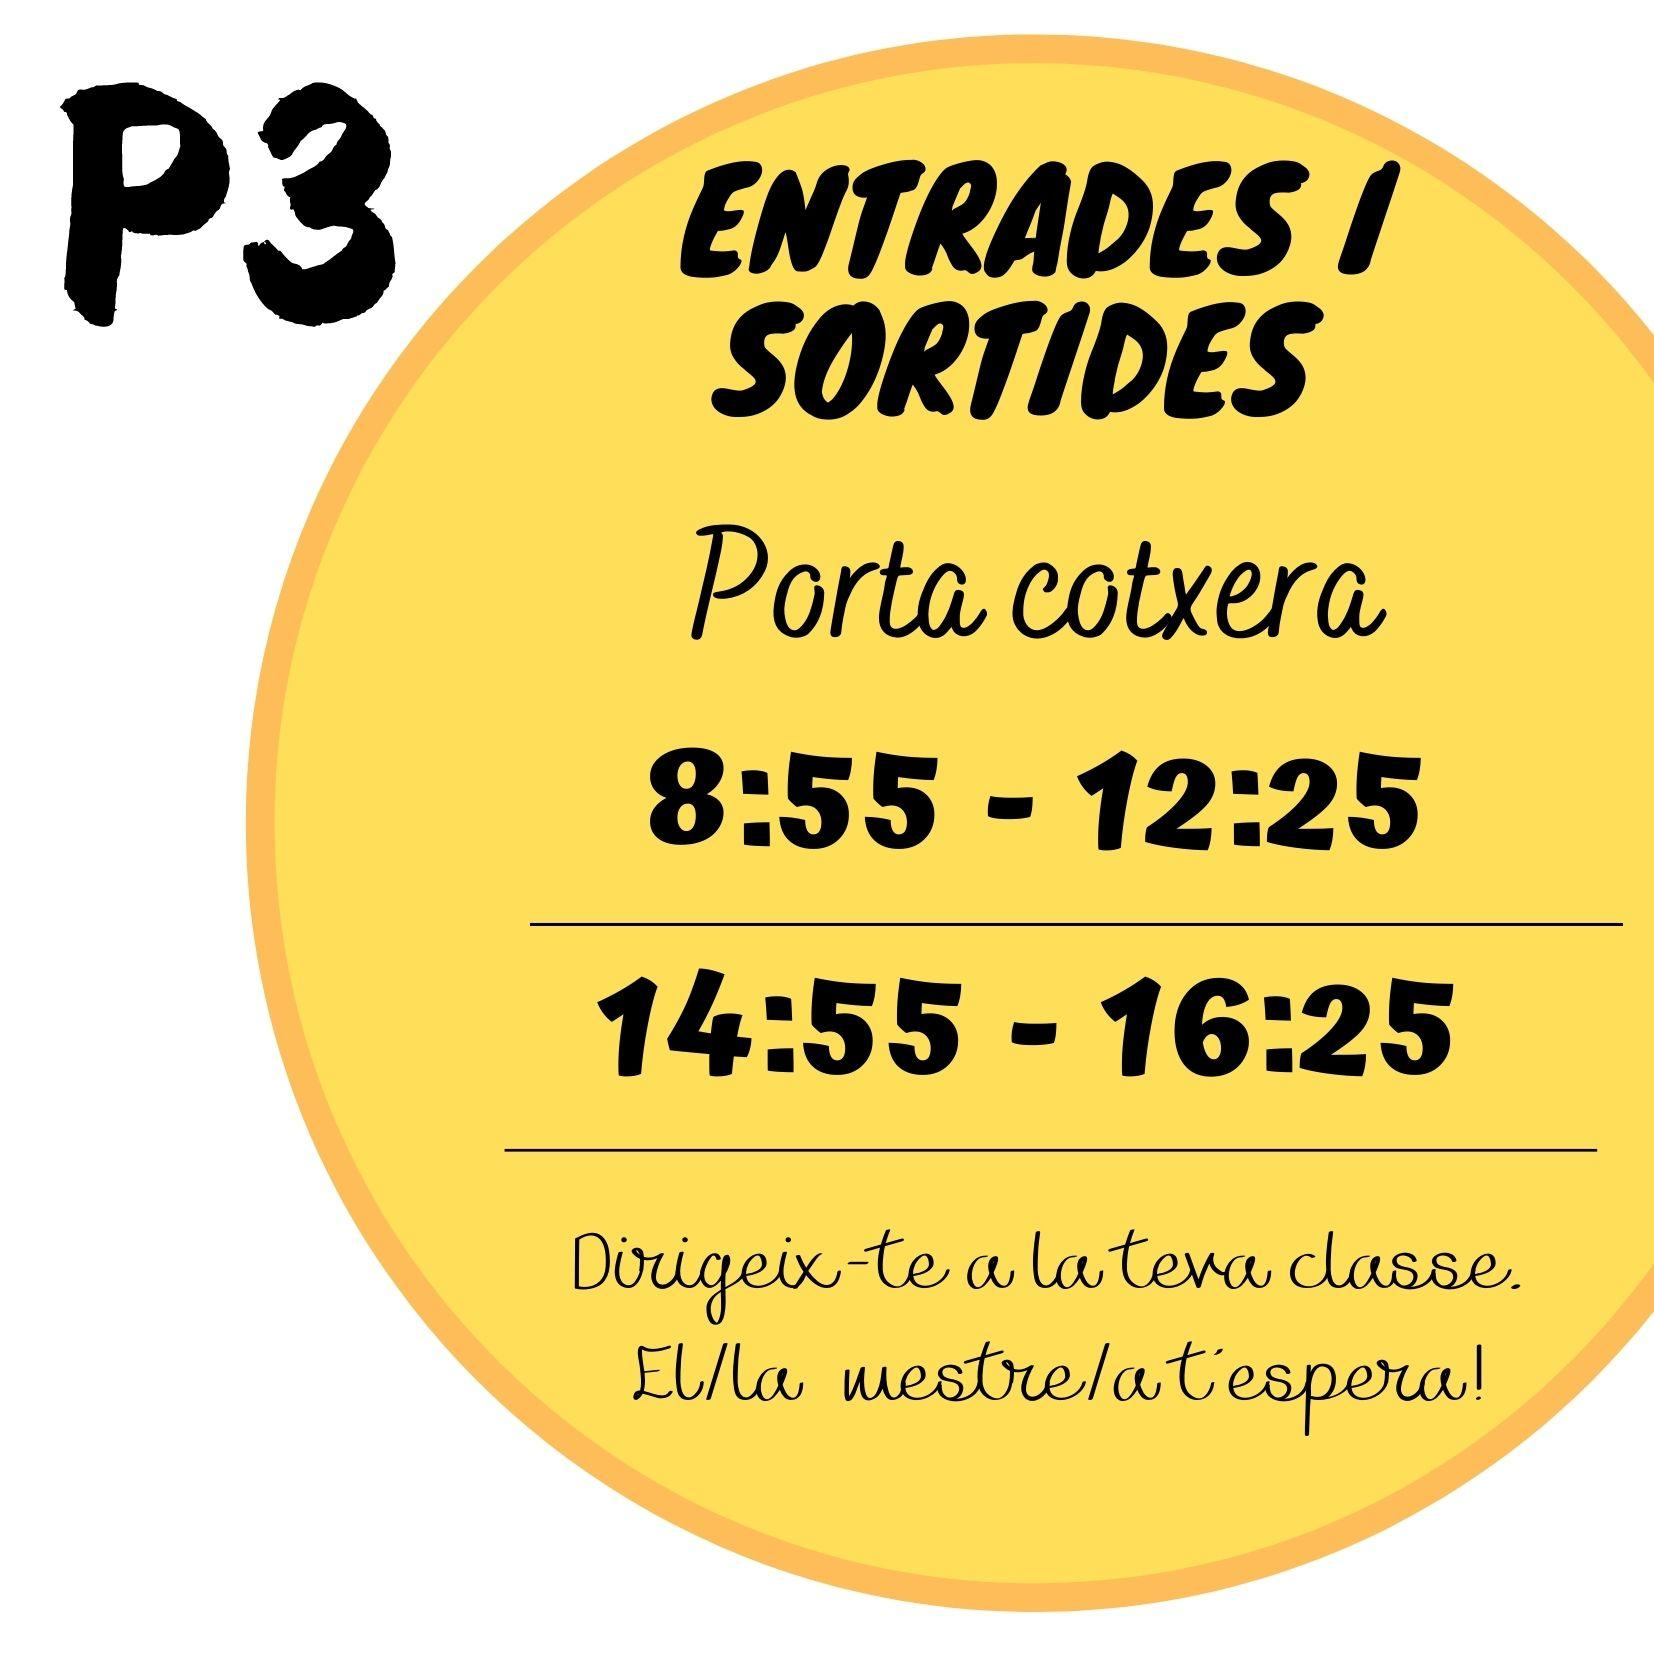 P3
ENTRADES I
SORTIDES
Porta cotxera
8:55 - 12:25
14:55 - 16:25
Dirigeix-te a la teva classe.
El/la mestre/a t´espera!